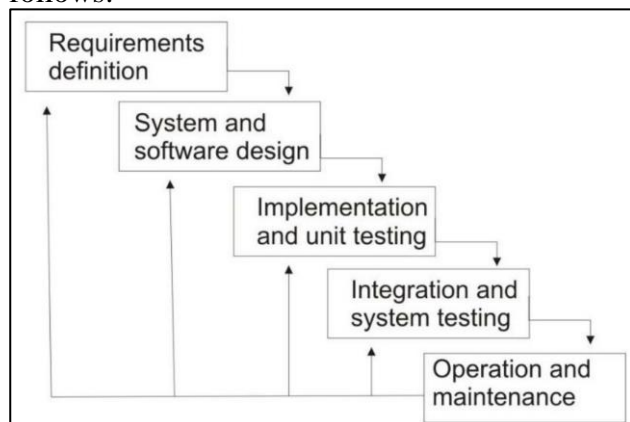 follows:
Requirements
definition
System and
software design
Implementation
and unit testing
Integration and
system testing
Operation and
maintenance